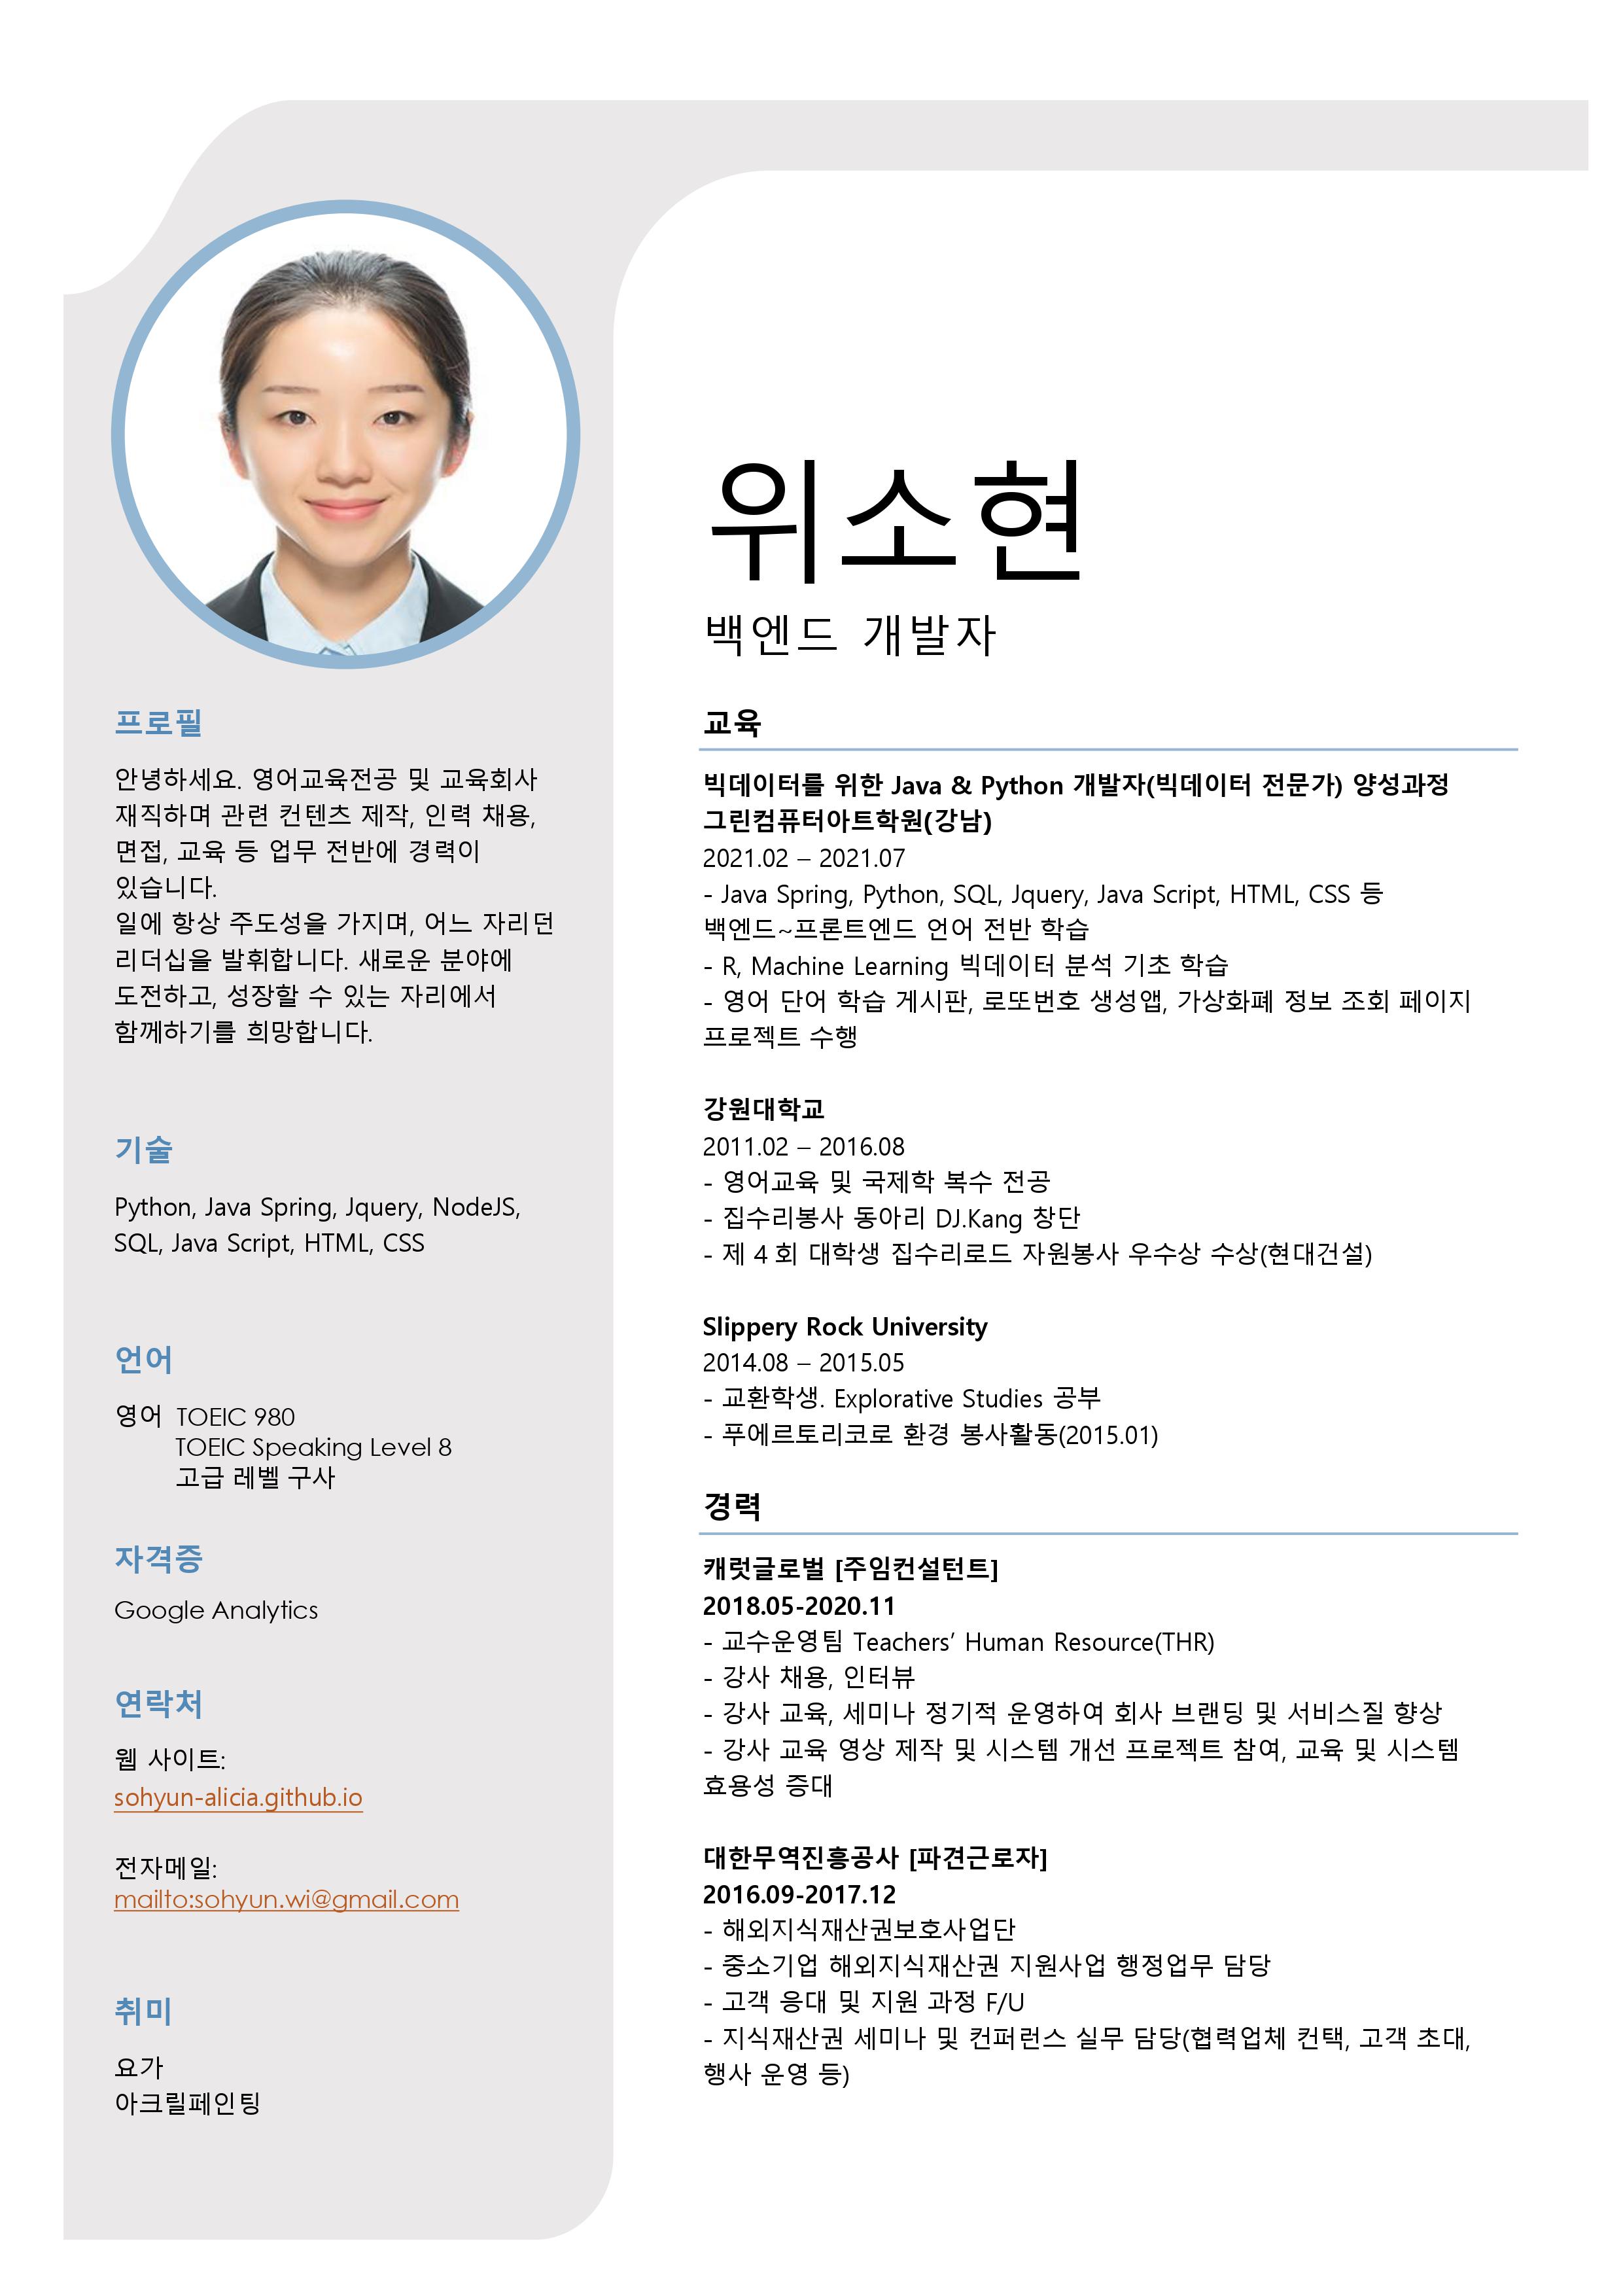 위소현
백엔드 개발자
프로필
안녕하세요. 영어교육전공 및 교육회사
재직하며 관련 컨텐츠 제작, 인력 채용,
면접, 교육 등 업무 전반에 경력이
있습니다.
일에 항상 주도성을 가지며, 어느 자리던
리더십을 발휘합니다. 새로운 분야에
도전하고, 성장할 수 있는 자리에서
함께하기를 희망합니다.
기술
Python, Java Spring, Jquery, NodeJS,
SQL, Java Script, HTML, CSS
언어
영어 TOEIC 980
TOEIC Speaking Level 8
고급 레벨 구사
자격증
Google Analytics
연락처
웹 사이트:
sohyun-alicia.github.io
전자메일:
mailto:sohyun.wi@gmail.com
취미
요가
아크릴페인팅
교육
빅데이터를 위한 Java & Python 개발자(빅데이터 전문가) 양성과정
그린컴퓨터아트학원(강남)
2021.02 – 2021.07
- Java Spring, Python, SQL, Jquery, Java Script, HTML, CSS 등
백엔드~프론트엔드 언어 전반 학습
- R, Machine Learning 빅데이터 분석 기초 학습
- 영어 단어 학습 게시판, 로또번호 생성앱, 가상화폐 정보 조회 페이지
프로젝트 수행
강원대학교
2011.02 – 2016.08
- 영어교육 및 국제학 복수 전공
- 집수리봉사 동아리 DJ.Kang 창단
- 제 4 회 대학생 집수리로드 자원봉사 우수상 수상(현대건설)
Slippery Rock University
2014.08 – 2015.05
- 교환학생. Explorative Studies 공부
- 푸에르토리코로 환경 봉사활동(2015.01)
경력
캐럿글로벌 [주임컨설턴트]
2018.05-2020.11
- 교수운영팀 Teachers’ Human Resource(THR)
- 강사 채용, 인터뷰
- 강사 교육, 세미나 정기적 운영하여 회사 브랜딩 및 서비스질 향상
- 강사 교육 영상 제작 및 시스템 개선 프로젝트 참여, 교육 및 시스템
효용성 증대
대한무역진흥공사 [파견근로자]
2016.09-2017.12
- 해외지식재산권보호사업단
- 중소기업 해외지식재산권 지원사업 행정업무 담당
- 고객 응대 및 지원 과정 F/U
- 지식재산권 세미나 및 컨퍼런스 실무 담당(협력업체 컨택, 고객 초대,
행사 운영 등)